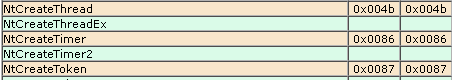 NtCreateThread 0x004b 0x004b
NtCreateThreadEx
NtCreateTimer 0x0086 0x0086
NtCreateTimer2
NtCreateToken 0x0087 0x0087